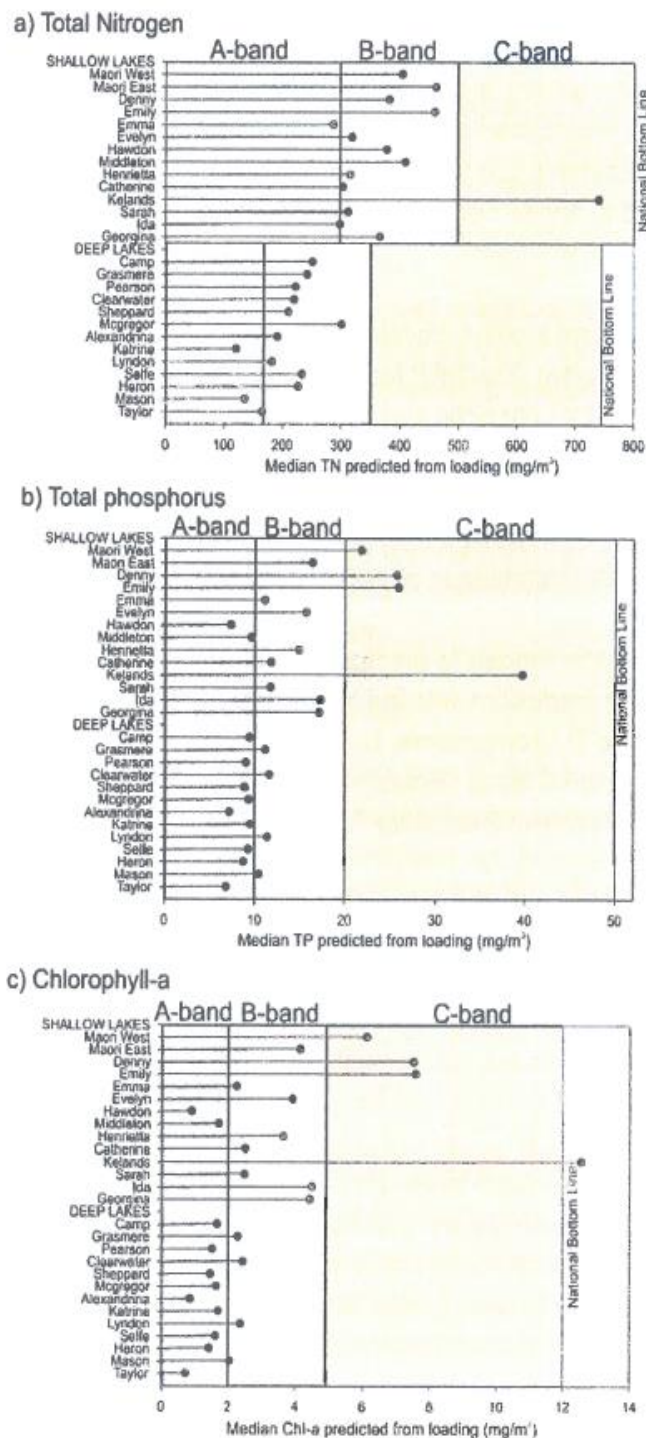 a) Total Nitrogen
A-band B-band C-band
SHALLOW LAKES
Maori West
Maori East
Denny
Emily
Emma
Evelyn
Hawdon
Middleton
Henrietta
Catherine
Kelands
Sarah
Ida
Georgina
DEEP LAKES
Camp
Grasmere
Pearson
Clearwater
Sheppard
Mcgregor
Alexandrina
Katrine
Lyndon
Selfe
Heron
Mason
Taylor
National Bottom Line
National Bottom Line
0 100 200 300 400 500 600 700 800
Median TN predicted from loading (mg/m³)
b) Total phosphorus
A-band B-band C-band
SHALLOW LAKES
Maori West
Maori East
Denny
Emily
Emma
Evelyn
Hawdon
Middleton
Henrietta
Catherine
Kelands
Sarah
Ida
Georgina
DEEP LAKES
Camp
Grasmere
Pearson
Clearwater
Sheppard
Mcgregor
Alexandrina
Katrine
Lyndon
Selfe
Heron
Mason
Taylor
National Bottom Line
0 10 20 30 40 50
Median TP predicted from loading (mg/m³)
c) Chlorophyll-a
A-band B-band C-band
SHALLOW LAKES
Maori West
Maori East
Denny
Emily
Emma
Evelyn
Hawdon
Middleton
Henrietta
Catherine
Kelands
Sarah
Ida
Georgina
DEEP LAKES
Camp
Grasmere
Pearson
Clearwater
Sheppard
Mcgregor
Alexandrina
Katrine
Lyndon
Selfe
Heron
Mason
Taylor
National Bottom Line
0 2 4 6 8 10 12 14
Median Chl-a predicted from loading (mg/m³)